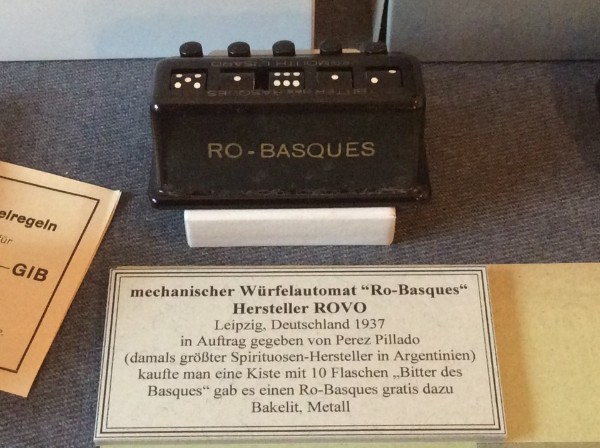 RO-BASQUES
elregeln
für
GIB
mechanischer Würfelautomat “Ro-Basques“
Hersteller ROVO
Leipzig, Deutschland 1937
in Auftrag gegeben von Perez Pillado
(damals größter Spirituosen-Hersteller in Argentinien)
kaufte man eine Kiste mit 10 Flaschen „Bitter des
Basques“ gab es einen Ro-Basques gratis dazu
Bakelit, Metall